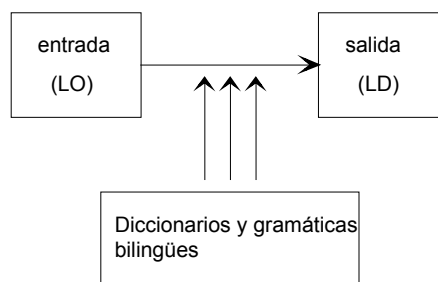 entrada
(LO)
salida
(LD)
Diccionarios y gramáticas
bilingües